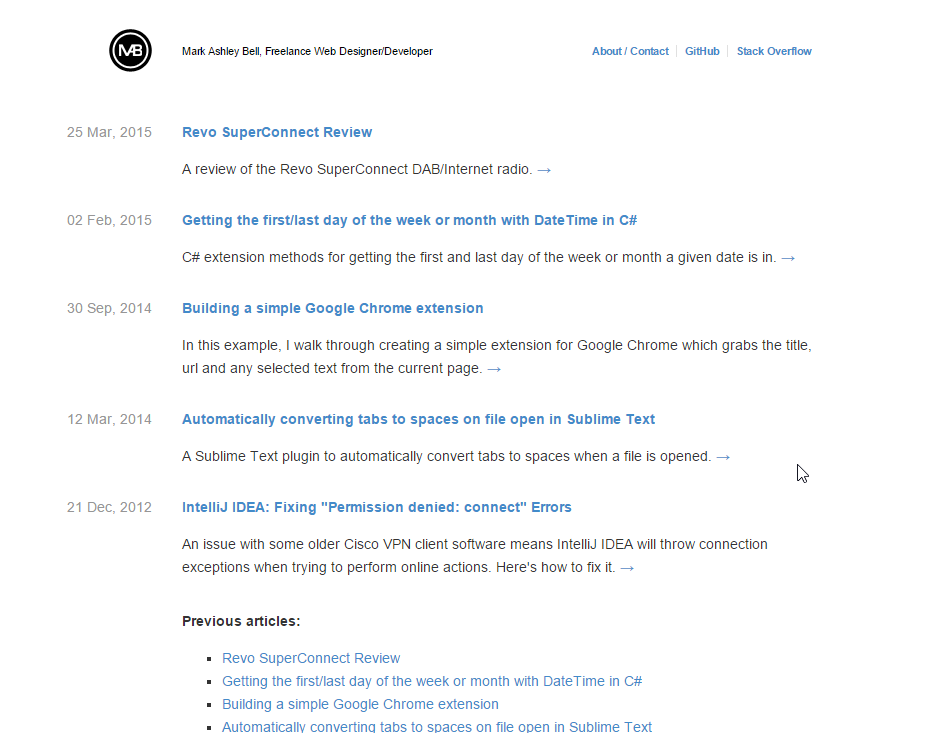 MB Mark Ashley Bell, Freelance Web Designer/Developer About / Contact GitHub Stack Overflow
25 Mar, 2015 Revo SuperConnect Review
A review of the Revo SuperConnect DAB/Internet radio. →
02 Feb, 2015 Getting the first/last day of the week or month with DateTime in C#
C# extension methods for getting the first and last day of the week or month a given date is in. →
30 Sep, 2014 Building a simple Google Chrome extension
In this example, I walk through creating a simple extension for Google Chrome which grabs the title,
url and any selected text from the current page. →
12 Mar, 2014 Automatically converting tabs to spaces on file open in Sublime Text
A Sublime Text plugin to automatically convert tabs to spaces when a file is opened. →
21 Dec, 2012 IntelliJ IDEA: Fixing "Permission denied: connect" Errors
An issue with some older Cisco VPN client software means IntelliJ IDEA will throw connection
exceptions when trying to perform online actions. Here's how to fix it. →
Previous articles:
Revo SuperConnect Review
Getting the first/last day of the week or month with DateTime in C#
Building a simple Google Chrome extension
Automatically converting tabs to spaces on file open in Sublime Text